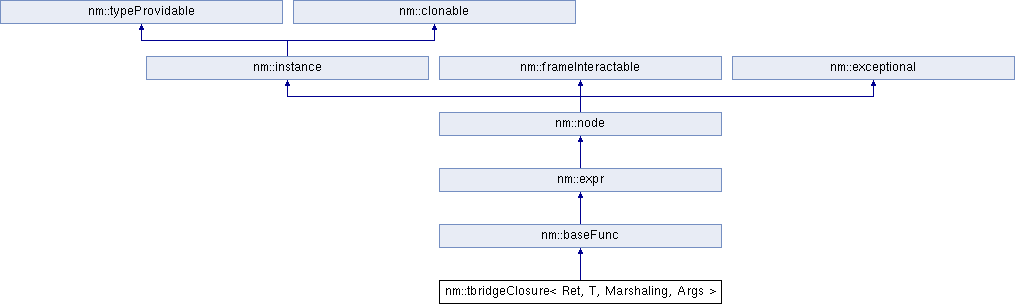 nm::typeProvidable
nm::clonable
nm::instance
nm::frameInteractable
nm::exceptional
nm::node
nm::expr
nm::baseFunc
nm::tbridgeClosure< Ret, T, Marshaling, Args >